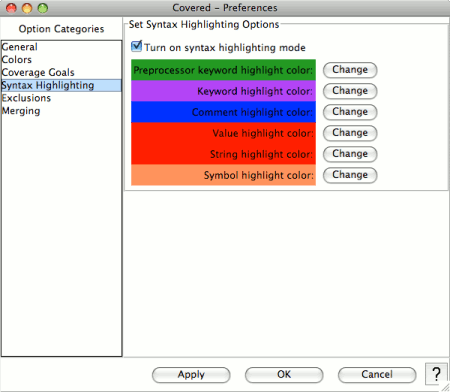 Covered - Preferences
Option Categories
General
Colors
Coverage Goals
Syntax Highlighting
Exclusions
Merging
Set Syntax Highlighting Options
Turn on syntax highlighting mode
Preprocessor keyword highlight color: Change
Keyword highlight color: Change
Comment highlight color: Change
Value highlight color: Change
String highlight color: Change
Symbol highlight color: Change
Apply OK Cancel ?